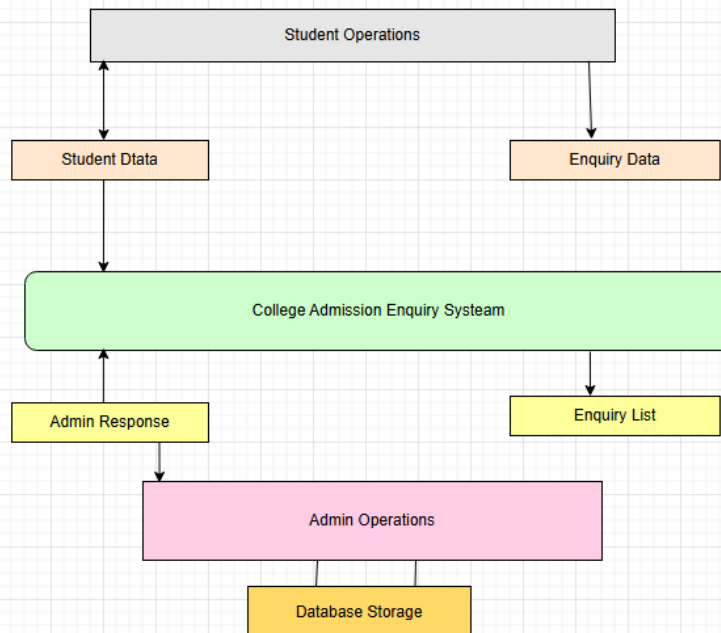 Student Operations
Student Dtata
Enquiry Data
College Admission Enquiry Systeam
Admin Response
Enquiry List
Admin Operations
Database Storage